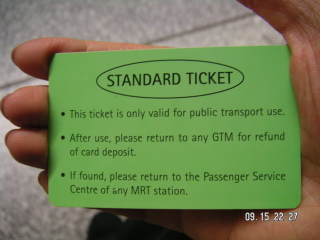 STANDARD TICKET
• This ticket is only valid for public transport use.
• After use, please return to any GTM for refund
of card deposit.
• If found, please return to the Passenger Service
Centre of any MRT station.
09.15 22:27